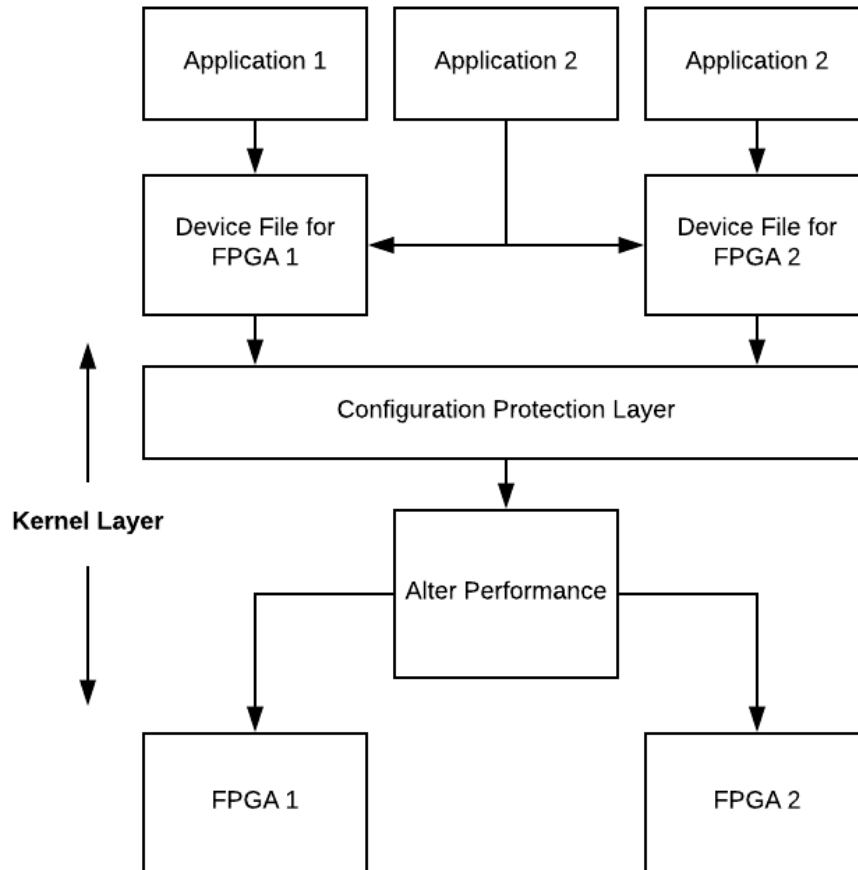 Application 1
Application 2
Application 2
Device File for
FPGA 1
Device File for
FPGA 2
Configuration Protection Layer
Kernel Layer
Alter Performance
FPGA 1
FPGA 2